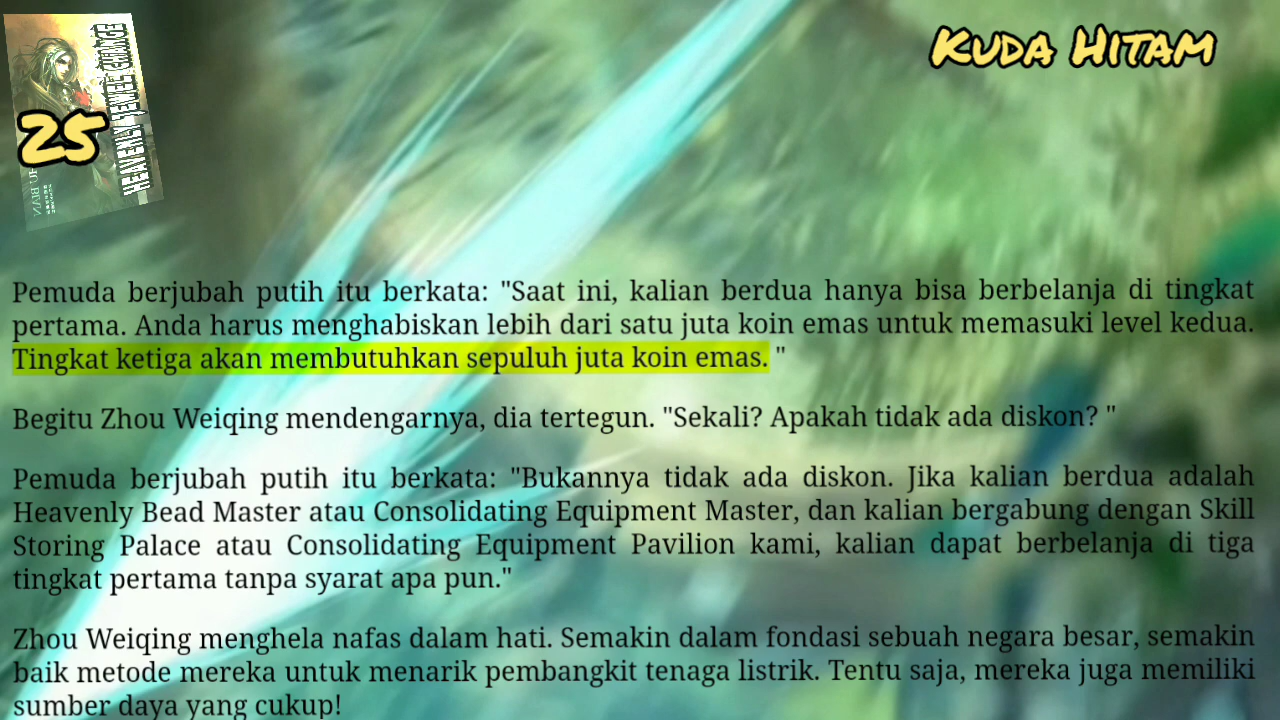 HEAVENLY JEWEL CHANGE
25
Kuda Hitam
Pemuda berjubah putih itu berkata: "Saat ini, kalian berdua hanya bisa berbelanja di tingkat
pertama. Anda harus menghabiskan lebih dari satu juta koin emas untuk memasuki level kedua.
Tingkat ketiga akan membutuhkan sepuluh juta koin emas. "
Begitu Zhou Weiqing mendengarnya, dia tertegun. "Sekali? Apakah tidak ada diskon? "
Pemuda berjubah putih itu berkata: "Bukannya tidak ada diskon. Jika kalian berdua adalah
Heavenly Bead Master atau Consolidating Equipment Master, dan kalian bergabung dengan Skill
Storing Palace atau Consolidating Equipment Pavilion kami, kalian dapat berbelanja di tiga
tingkat pertama tanpa syarat apa pun."
Zhou Weiqing menghela nafas dalam hati. Semakin dalam fondasi sebuah negara besar, semakin
baik metode mereka untuk menarik pembangkit tenaga listrik. Tentu saja, mereka juga memiliki
sumber daya yang cukup!